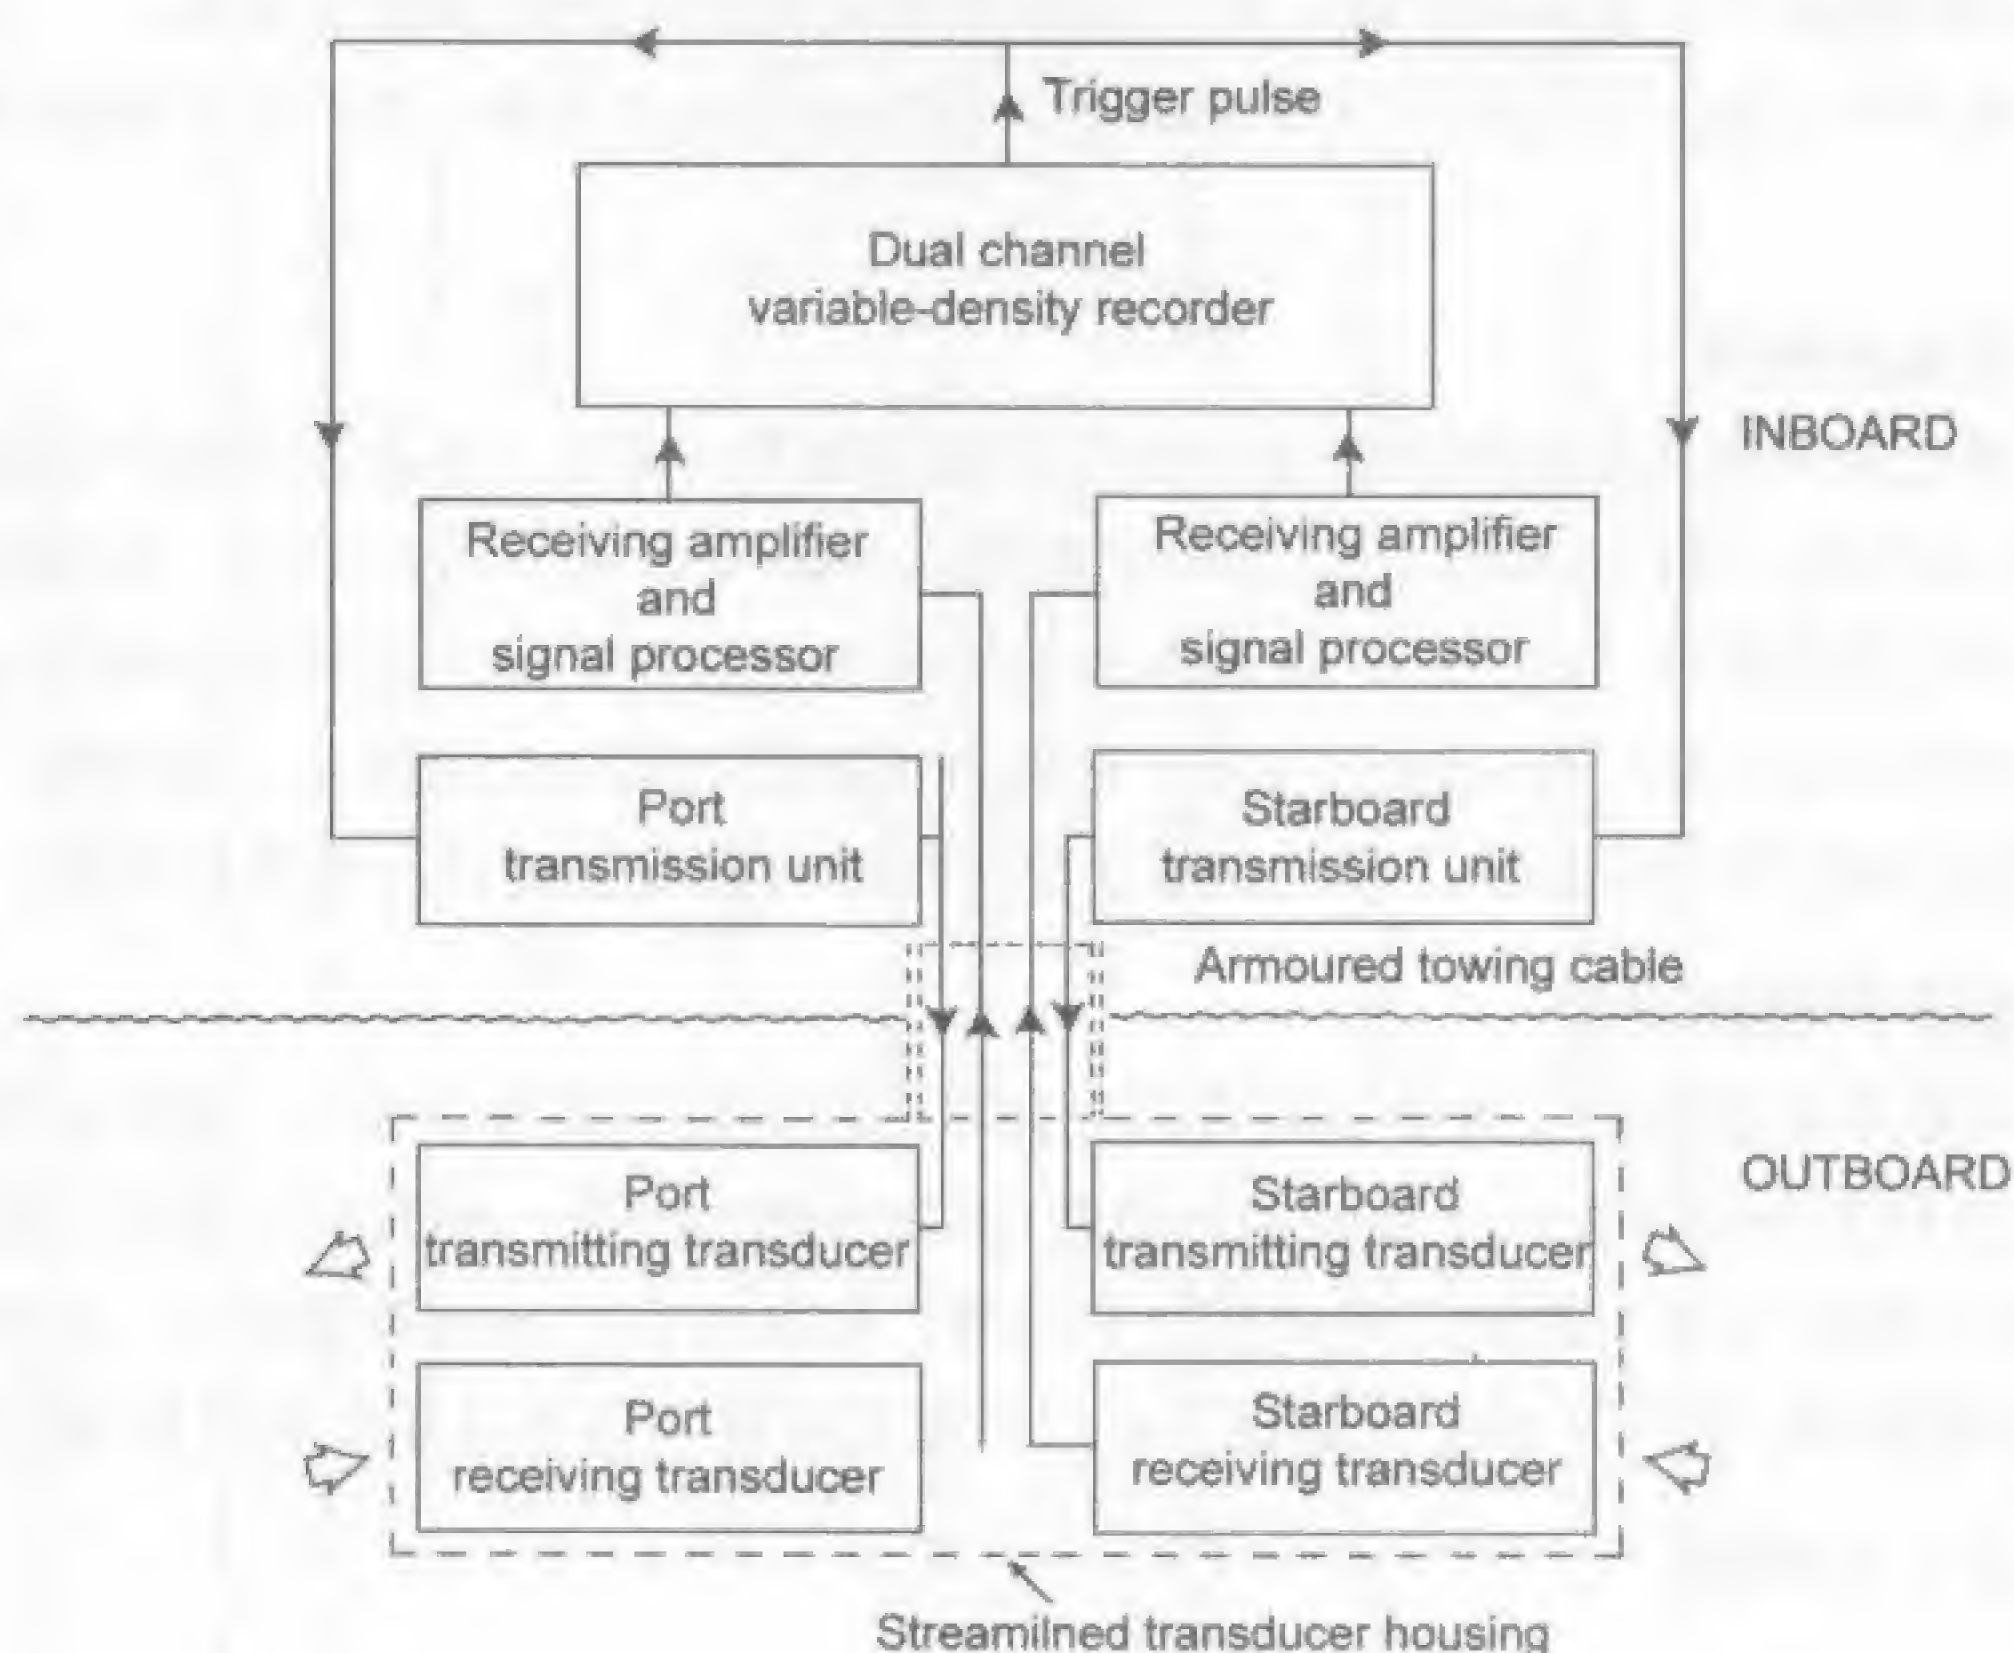 Trigger pulse
Dual channel
variable-density recorder
INBOARD
Receiving amplifier
and
signal processor
Receiving amplifier
and
signal processor
Port
transmission unit
Starboard
transmission unit
Armoured towing cable
OUTBOARD
Port
transmitting transducer
Starboard
transmitting transducer
Port
receiving transducer
Starboard
receiving transducer
Streamilned transducer housing